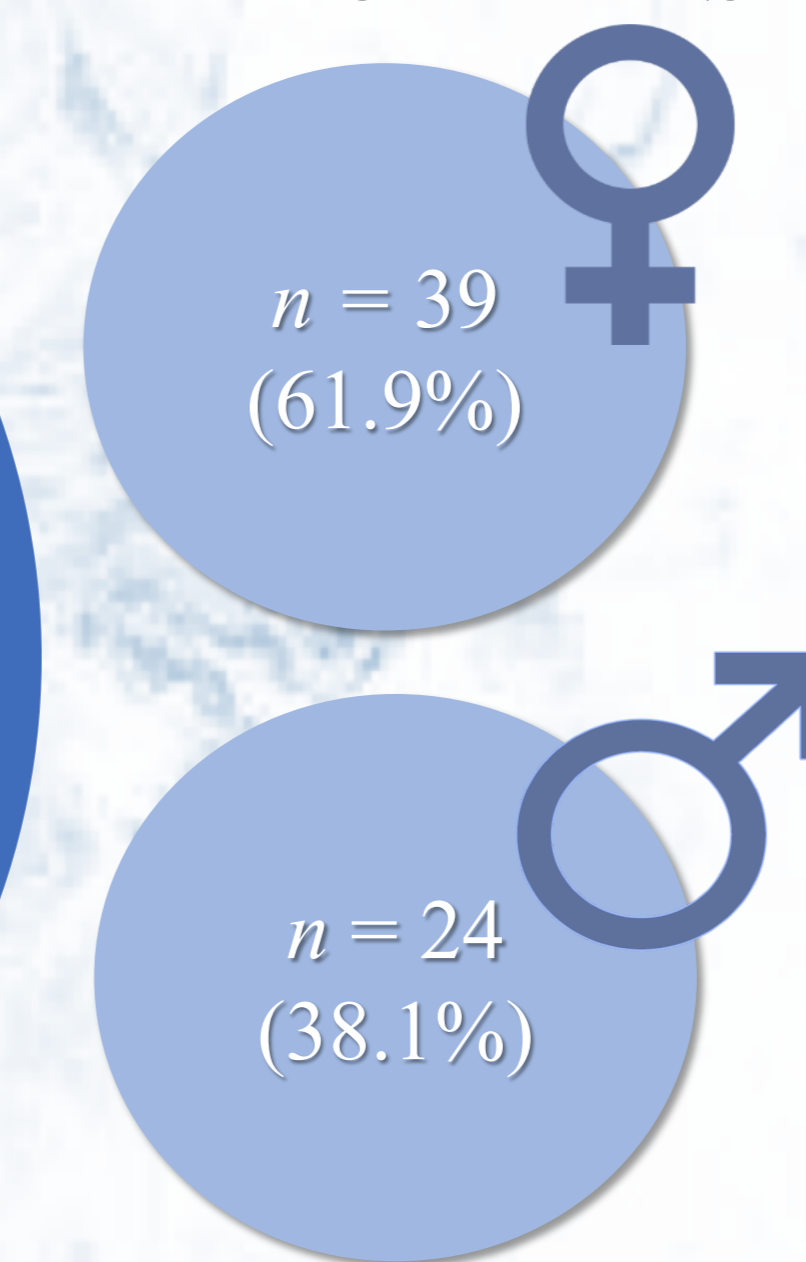 n = 39
(61.9%)
n = 24
(38.1%)